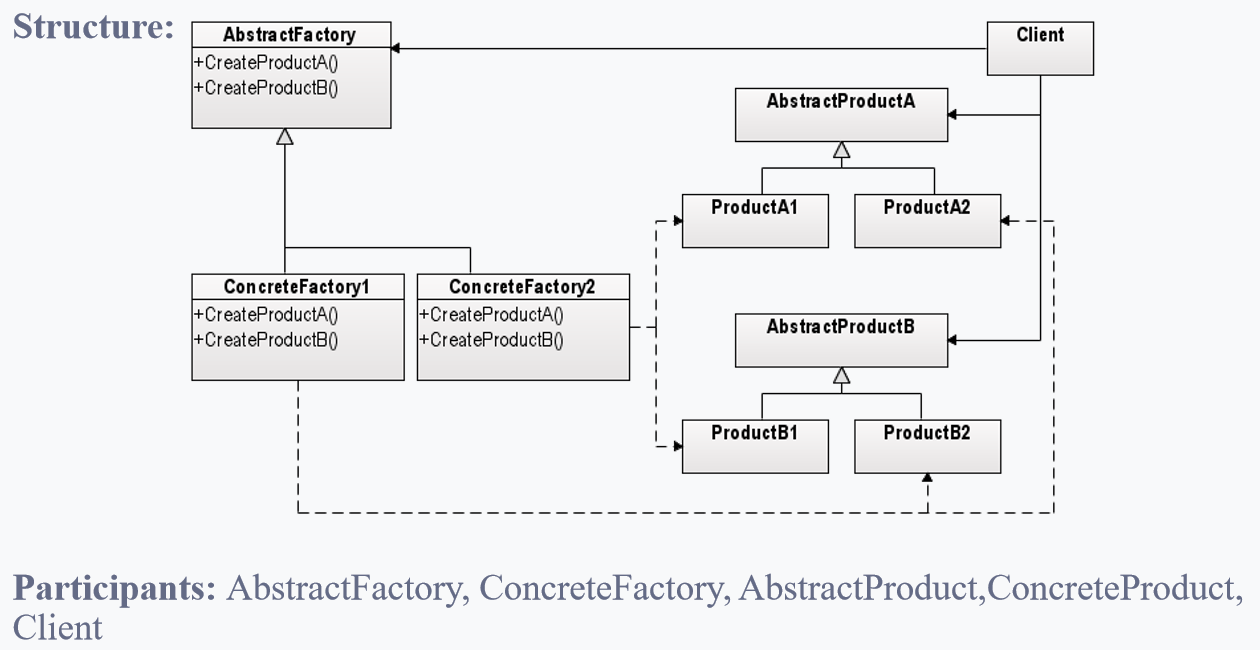 Structure:
AbstractFactory
+CreateProductA()
+CreateProductB()
Client
AbstractProductA
ProductA1
ProductA2
ConcreteFactory1
+CreateProductA()
+CreateProductB()
ConcreteFactory2
+CreateProductA()
+CreateProductB()
AbstractProductB
ProductB1
ProductB2
Participants: AbstractFactory, ConcreteFactory, AbstractProduct,ConcreteProduct,
Client